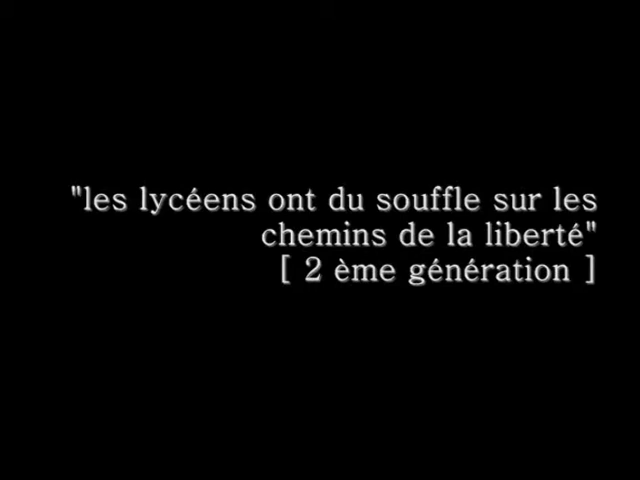 "les lycéens ont du souffle sur les
chemins de la liberté"
[ 2 ème génération ]